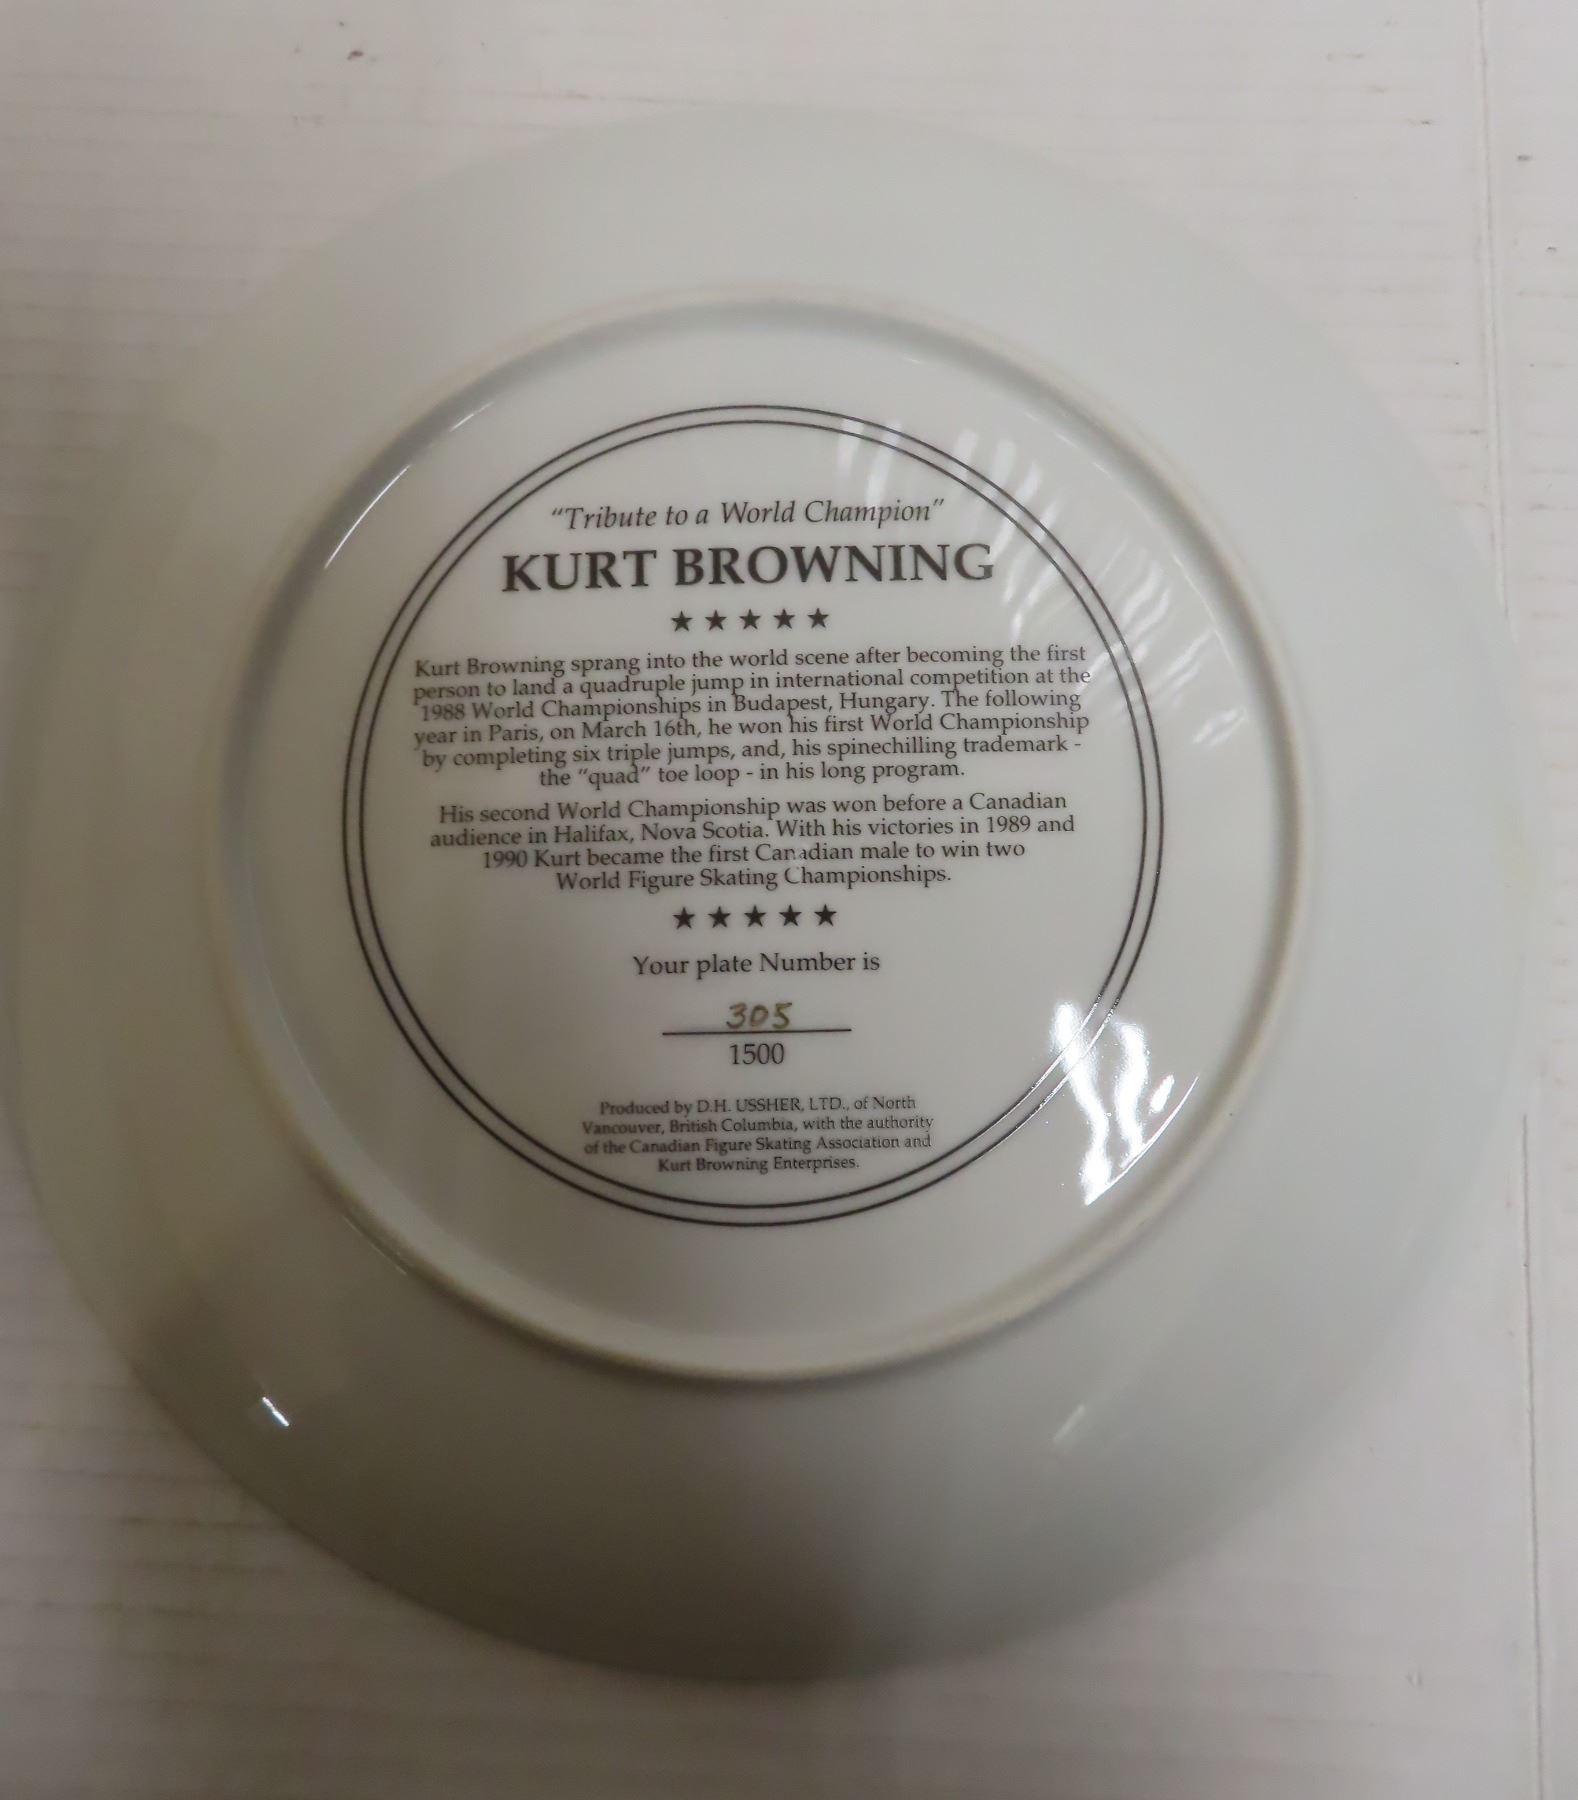 “Tribute to a World Champion”
KURT BROWNING
★ ★ ★ ★ ★
Kurt Browning sprang into the world scene after becoming the first
person to land a quadruple jump in international competition at the
1988 World Championships in Budapest, Hungary. The following
year in Paris, on March 16th, he won his first World Championship
by completing six triple jumps, and, his spinechilling trademark -
the “quad” toe loop - in his long program.
His second World Championship was won before a Canadian
audience in Halifax, Nova Scotia. With his victories in 1989 and
1990 Kurt became the first Canadian male to win two
World Figure Skating Championships.
★ ★ ★ ★ ★
Your plate Number is
305
1500
Produced by D.H. USSHER, LTD., of North
Vancouver, British Columbia, with the authority
of the Canadian Figure Skating Association and
Kurt Browning Enterprises.